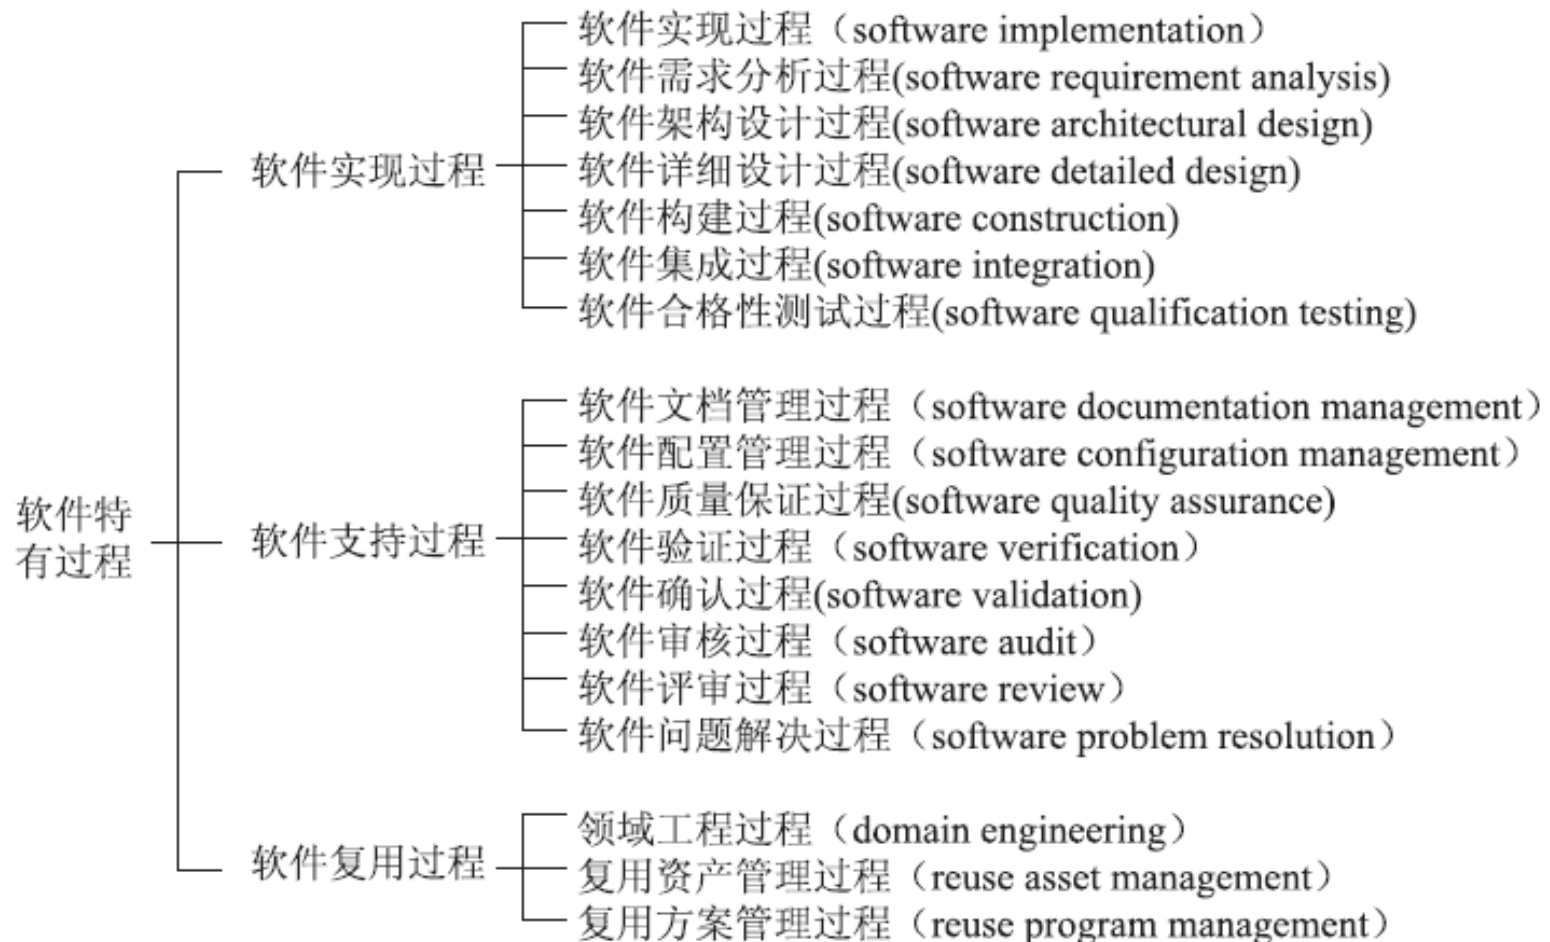 软件特
有过程
软件实现过程
软件实现过程（software implementation）
软件需求分析过程(software requirement analysis)
软件架构设计过程(software architectural design)
软件详细设计过程(software detailed design)
软件构建过程(software construction)
软件集成过程(software integration)
软件合格性测试过程(software qualification testing)
软件支持过程
软件文档管理过程（software documentation management）
软件配置管理过程（software configuration management）
软件质量保证过程(software quality assurance)
软件验证过程（software verification）
软件确认过程(software validation)
软件审核过程（software audit）
软件评审过程（software review）
软件问题解决过程（software problem resolution）
软件复用过程
领域工程过程（domain engineering）
复用资产管理过程（reuse asset management）
复用方案管理过程（reuse program management）